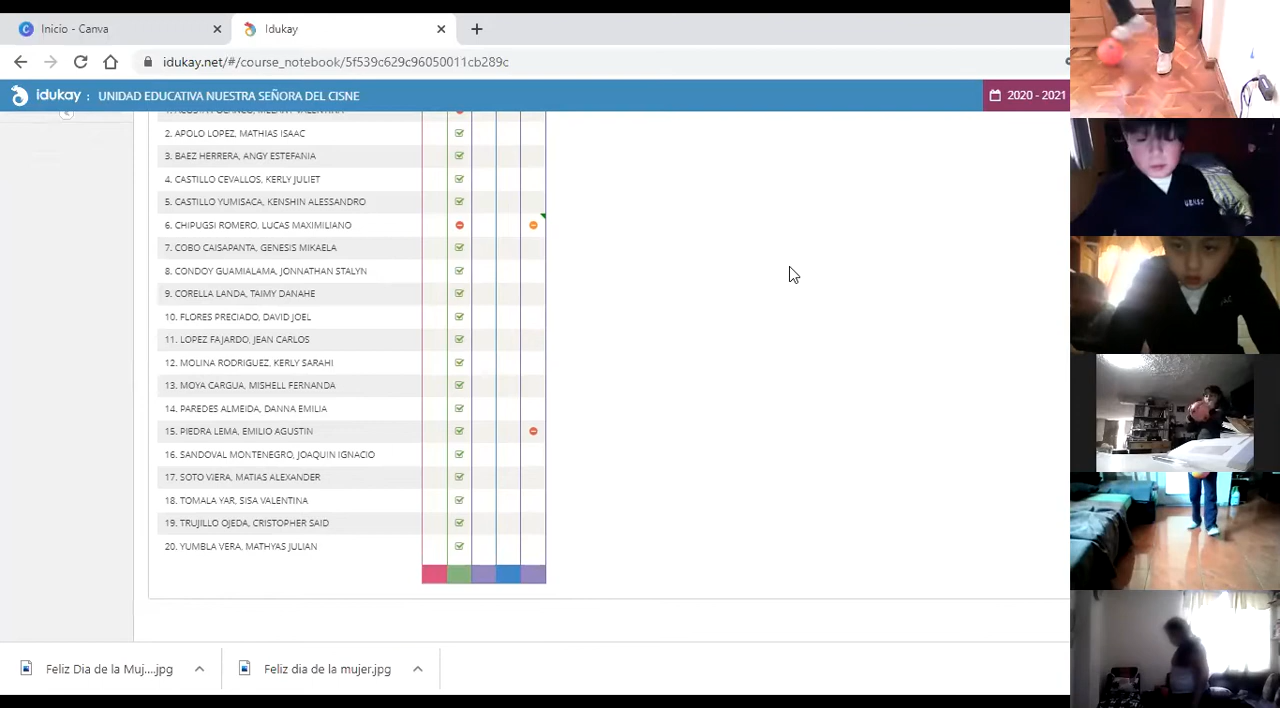 Inicio - Canva
Idukay
idukay.net/#/course_notebook/5f539c629c96050011cb289c
idukay : UNIDAD EDUCATIVA NUESTRA SEÑORA DEL CISNE
2020 - 2021
2. APOLO LOPEZ, MATHIAS ISAAC
3. BAEZ HERRERA, ANGY ESTEFANIA
4. CASTILLO CEVALLOS, KERLY JULIET
5. CASTILLO YUMISACA, KENSHIN ALESSANDRO
6. CHIPUGSI ROMERO, LUCAS MAXIMILIANO
7. COBO CAISAPANTA, GENESIS MIKAELA
8. CONDOY GUAMIALAMA, JONNATHAN STALYN
9. CORELLA LANDA, TAIMY DANAHE
10. FLORES PRECIADO, DAVID JOEL
11. LOPEZ FAJARDO, JEAN CARLOS
12. MOLINA RODRIGUEZ, KERLY SARAHI
13. MOYA CARGUA, MISHELL FERNANDA
14. PAREDES ALMEIDA, DANNA EMILIA
15. PIEDRA LEMA, EMILIO AGUSTIN
16. SANDOVAL MONTENEGRO, JOAQUIN IGNACIO
17. SOTO VIERA, MATIAS ALEXANDER
18. TOMALA YAR, SISA VALENTINA
19. TRUJILLO OJEDA, CRISTOPHER SAID
20. YUMBLA VERA, MATHYAS JULIAN
Feliz Dia de la Muj....jpg
Feliz dia de la mujer.jpg